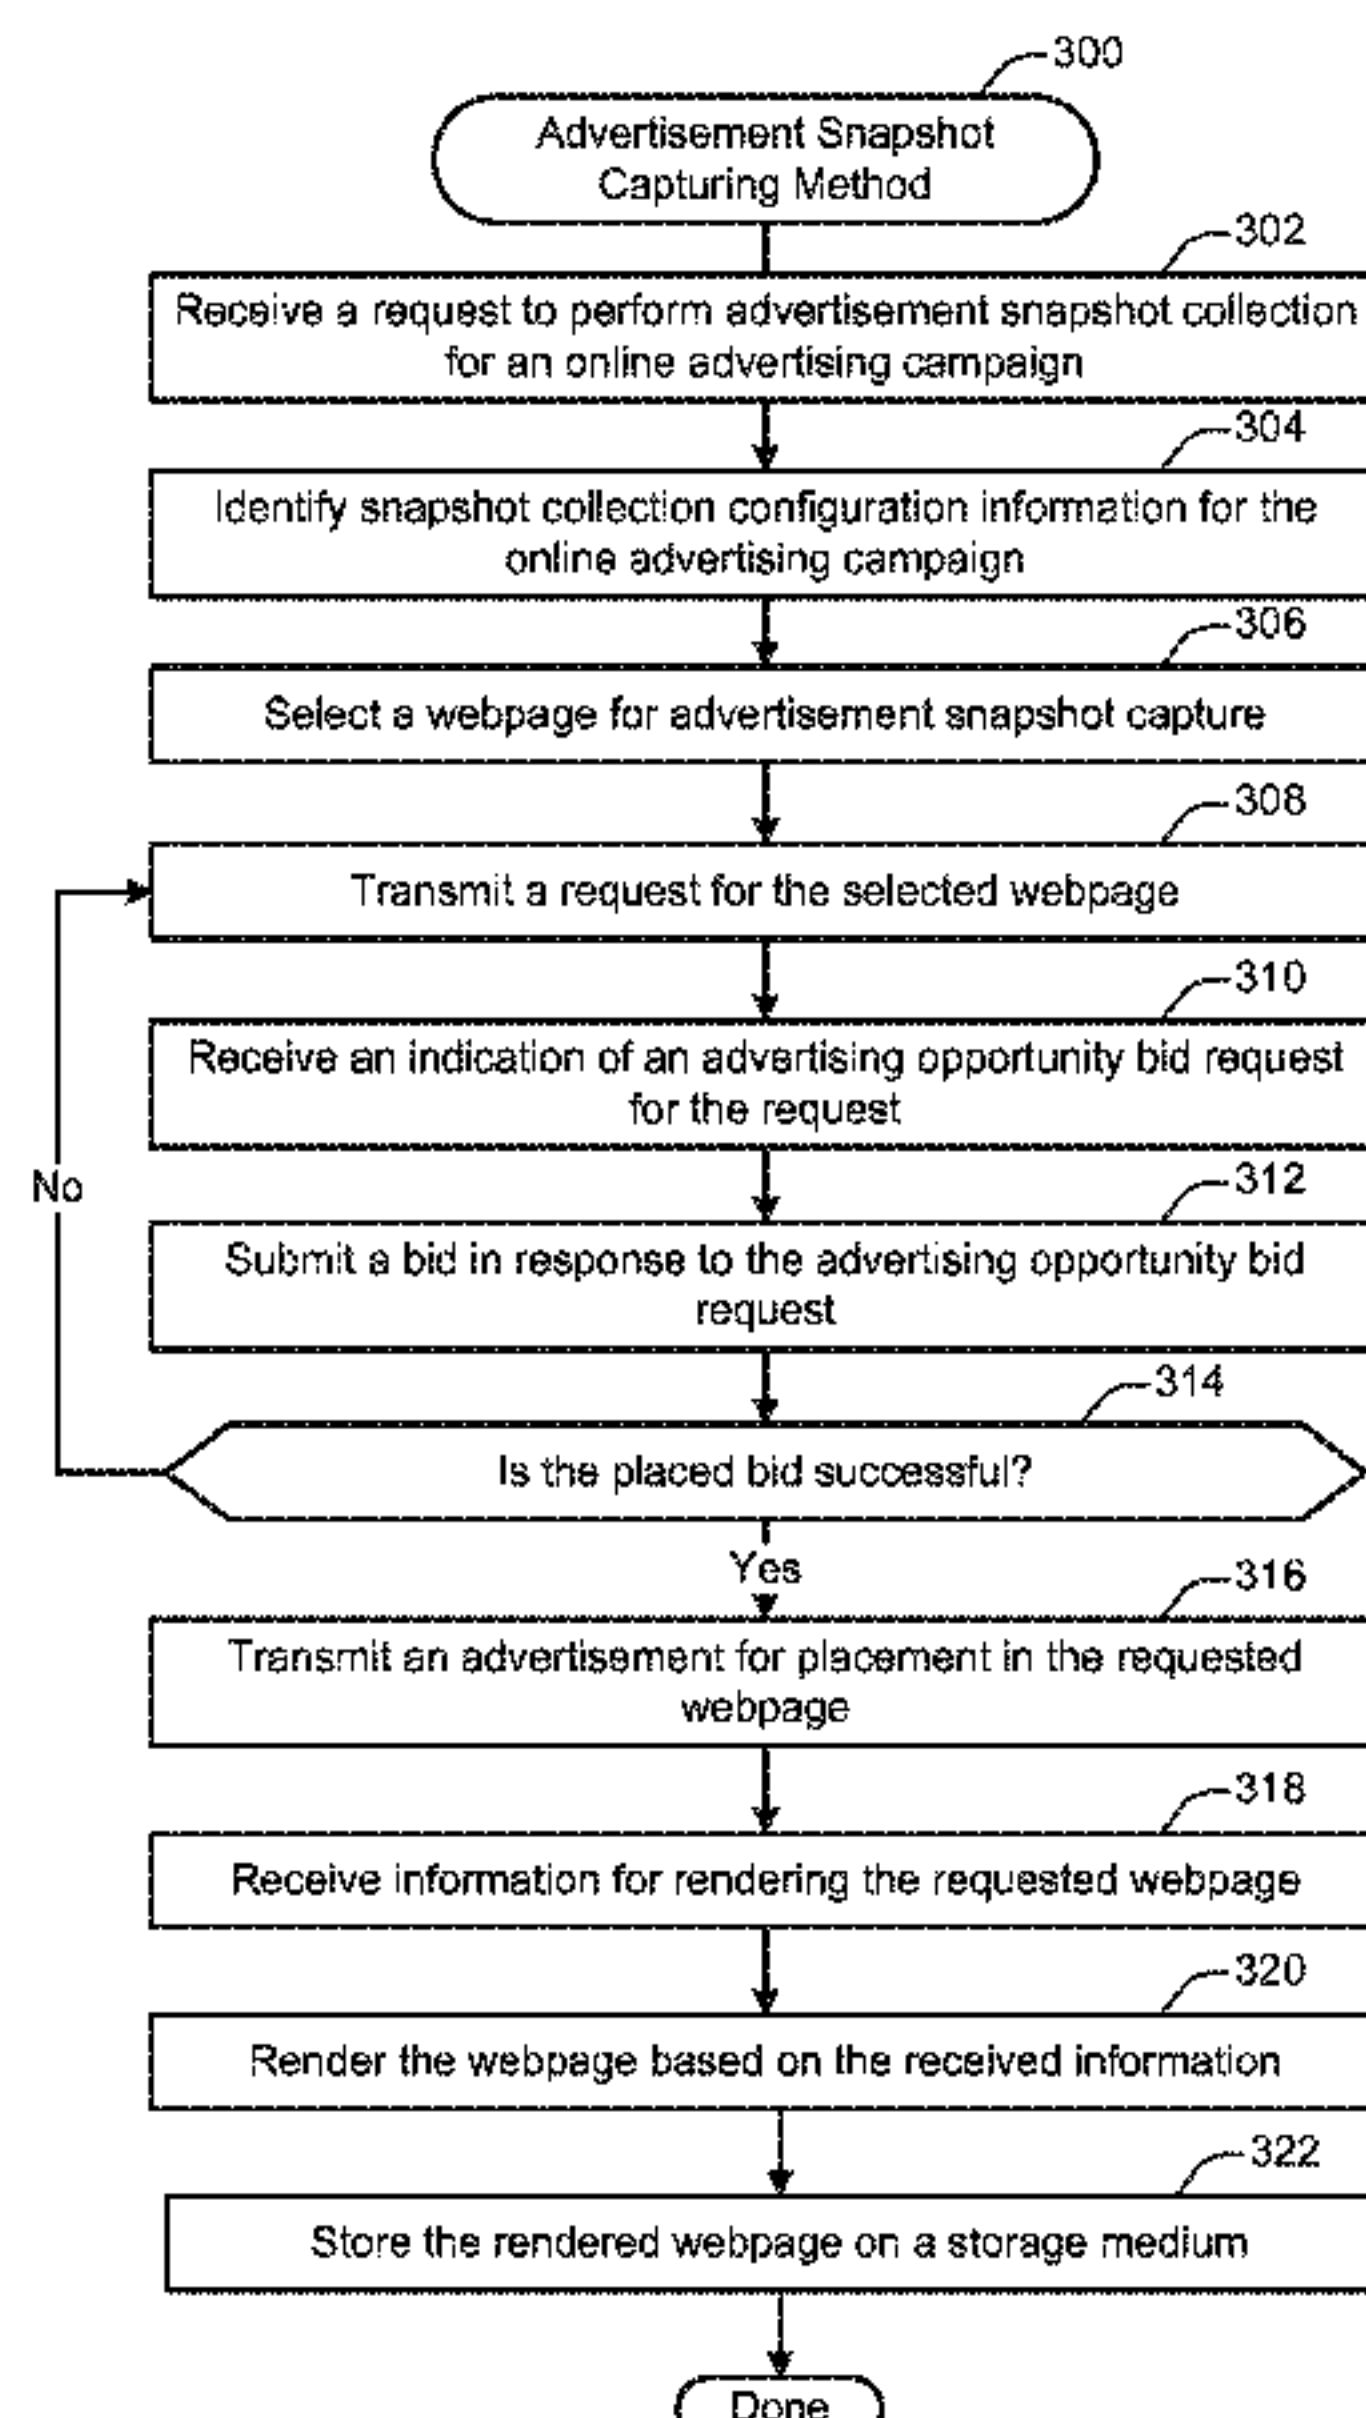 300
Advertisement Snapshot
Capturing Method
302
Receive a request to perform advertisement snapshot collection
for an online advertising campaign
304
Identify snapshot collection configuration information for the
online advertising campaign
306
Select a webpage for advertisement snapshot capture
308
Transmit a request for the selected webpage
310
Receive an indication of an advertising opportunity bid request
for the request
No
312
Submit a bid in response to the advertising opportunity bid
request
314
Is the placed bid successful?
Yes
316
Transmit an advertisement for placement in the requested
webpage
318
Receive information for rendering the requested webpage
320
Render the webpage based on the received information
322
Store the rendered webpage on a storage medium
Done